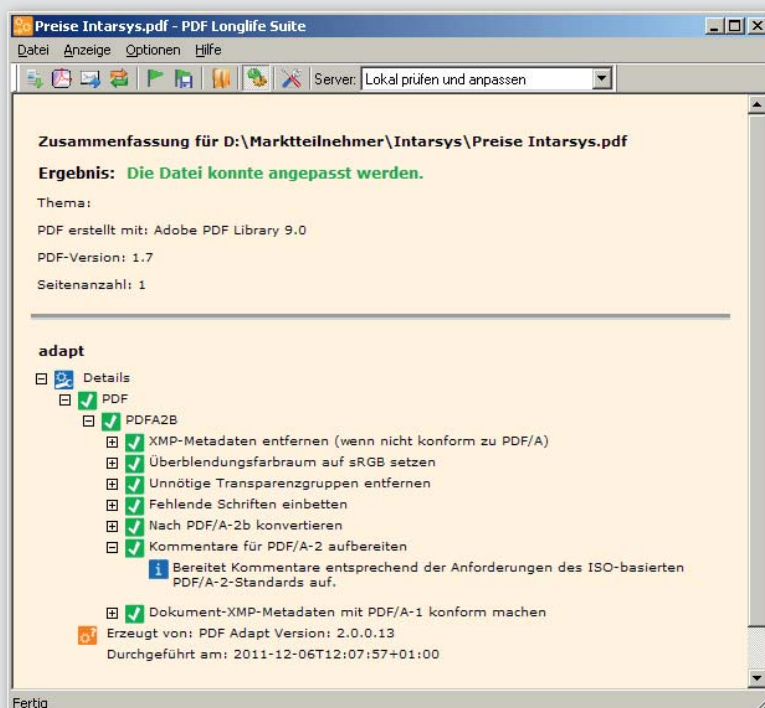 Preise Intarsys.pdf - PDF Longlife Suite
Datei Anzeige Optionen Hilfe
Server: Lokal prüfen und anpassen
Zusammenfassung für D:\Marktteilnehmer\Intarsys\Preise Intarsys.pdf
Ergebnis: Die Datei konnte angepasst werden.
Thema:
PDF erstellt mit: Adobe PDF Library 9.0
PDF-Version: 1.7
Seitenanzahl: 1
adapt
Details
PDF
PDFA2B
XMP-Metadaten entfernen (wenn nicht konform zu PDF/A)
Überblendungsfarbraum auf sRGB setzen
Unnötige Transparenzgruppen entfernen
Fehlende Schriften einbetten
Nach PDF/A-2b konvertieren
Kommentare für PDF/A-2 aufbereiten
Bereitet Kommentare entsprechend der Anforderungen des ISO-basierten
PDF/A-2-Standards auf.
Dokument-XMP-Metadaten mit PDF/A-1 konform machen
Erzeugt von: PDF Adapt Version: 2.0.0.13
Durchgeführt am: 2011-12-06T12:07:57+01:00
Fertig